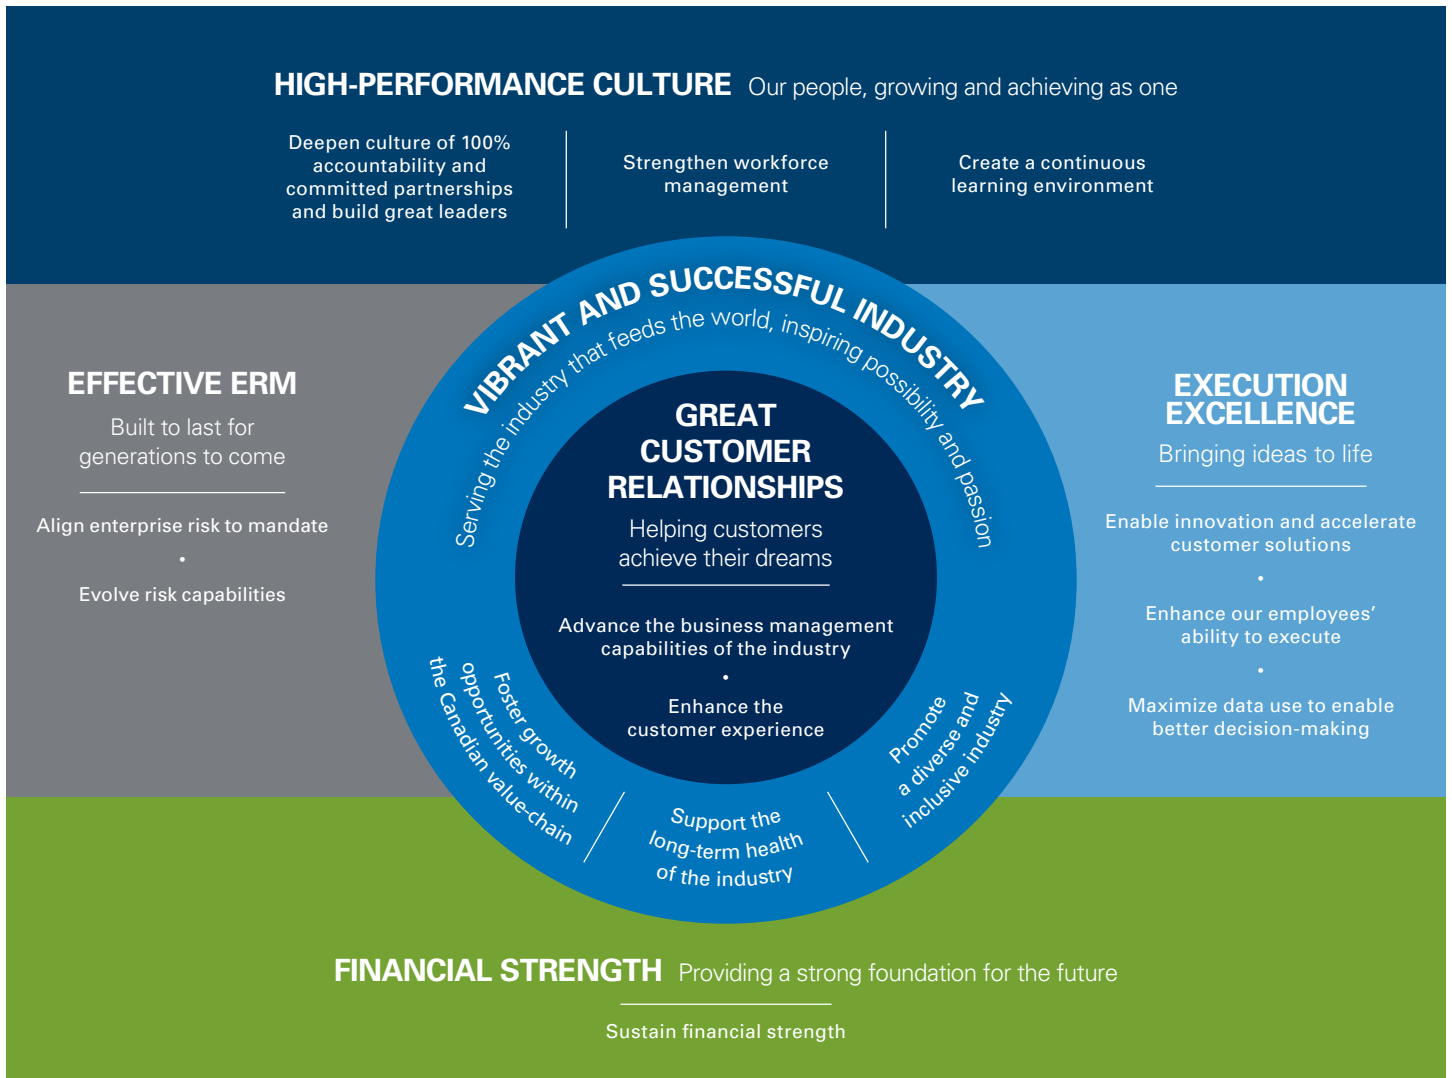 HIGH-PERFORMANCE CULTURE Our people, growing and achieving as one
Deepen culture of 100%
accountability and
committed partnerships
and build great leaders
Strengthen workforce
management
Create a continuous
learning environment
VIBRANT AND SUCCESSFUL INDUSTRY
Serving the industry that feeds the world, inspiring possibility and passion
EFFECTIVE ERM
Built to last for
generations to come
Align enterprise risk to mandate
•
Evolve risk capabilities
GREAT
CUSTOMER
RELATIONSHIPS
Helping customers
achieve their dreams
Advance the business management
capabilities of the industry
•
Enhance the
customer experience
EXECUTION
EXCELLENCE
Bringing ideas to life
Enable innovation and accelerate
customer solutions
•
Enhance our employees’
ability to execute
•
Maximize data use to enable
better decision-making
Foster growth
opportunities within
the Canadian value-chain
Support the
long-term health
of the industry
Promote
a diverse and
inclusive industry
FINANCIAL STRENGTH Providing a strong foundation for the future
Sustain financial strength